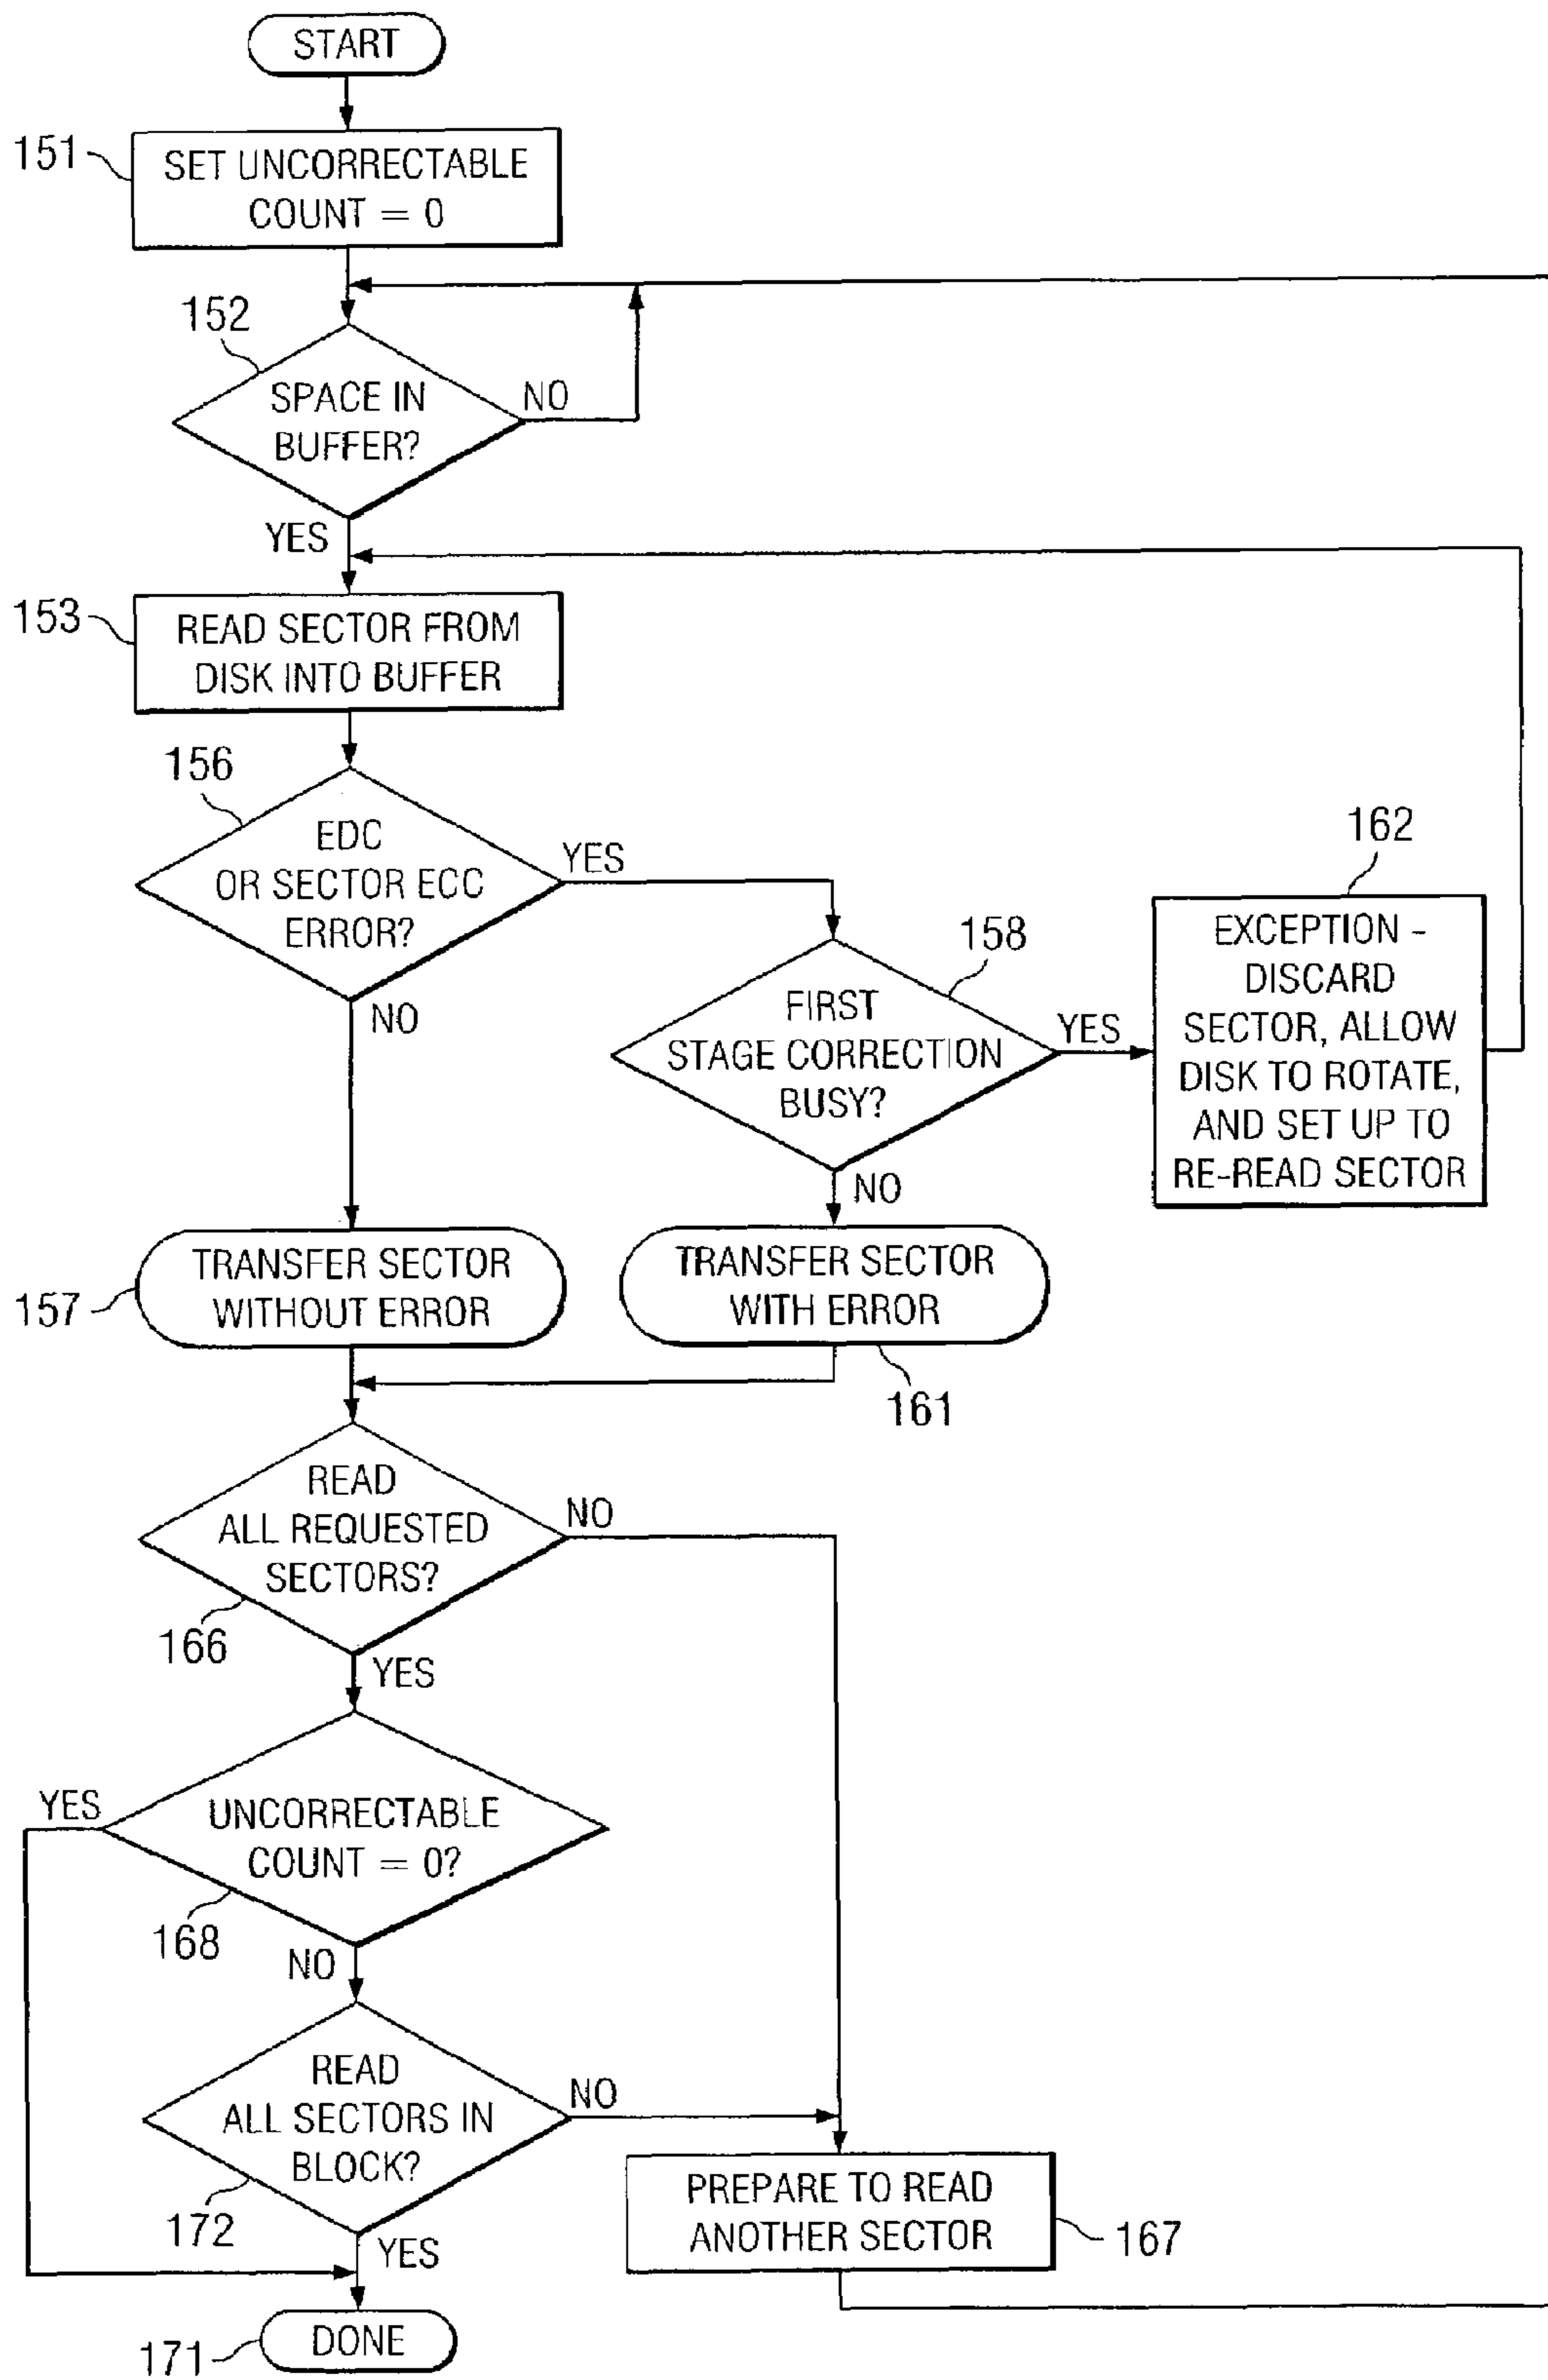 START
151
SET UNCORRECTABLE
COUNT = 0
152
SPACE IN
BUFFER?
NO
YES
153
READ SECTOR FROM
DISK INTO BUFFER
156
EDC
OR SECTOR ECC
ERROR?
YES
NO
158
FIRST
STAGE CORRECTION
BUSY?
YES
NO
162
EXCEPTION -
DISCARD
SECTOR, ALLOW
DISK TO ROTATE,
AND SET UP TO
RE-READ SECTOR
157
TRANSFER SECTOR
WITHOUT ERROR
TRANSFER SECTOR
WITH ERROR
161
READ
ALL REQUESTED
SECTORS?
NO
166
YES
YES
UNCORRECTABLE
COUNT = 0?
168
NO
READ
ALL SECTORS IN
BLOCK?
NO
172
YES
PREPARE TO READ
ANOTHER SECTOR
167
171
DONE